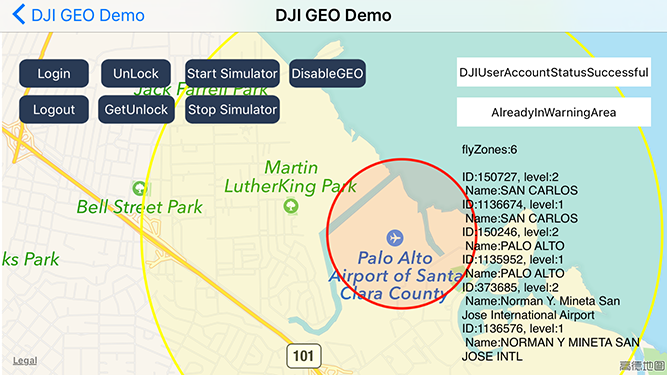 DJI GEO Demo
DJI GEO Demo
Login
UnLock
Start Simulator
DisableGEO
DJIUserAccountStatusSuccessful
Jack Farrell Park
Logout
GetUnlock
Stop Simulator
AlreadyInWarningArea
flyZones:6
Martin
LutherKing Park
Bell Street Park
ks Park
Palo Alto
Airport of Santa
Clara County
101
Legal
ID:150727, level:2
Name:SAN CARLOS
ID:1136674, level:1
Name:SAN CARLOS
ID:150246, level:2
Name:PALO ALTO
ID:1135952, level:1
Name:PALO ALTO
ID:373685, level:2
Name:Norman Y. Mineta San
Jose International Airport
ID:1136576, level:1
Name:NORMAN Y MINETA SAN
JOSE INTL
高德地图